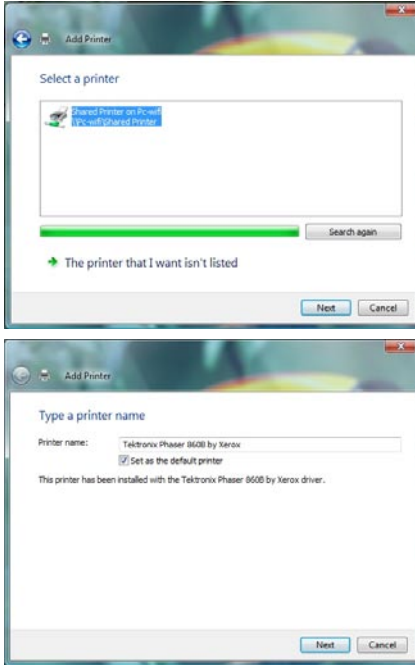 Add Printer
Select a printer
Shared Printer on Pc-wifi
\\Pc-wifi\Shared Printer
Search again
The printer that I want isn't listed
Next
Cancel
Add Printer
Type a printer name
Printer name:
Tektronix Phaser 860B by Xerox
Set as the default printer
This printer has been installed with the Tektronix Phaser 860B by Xerox driver.
Next
Cancel